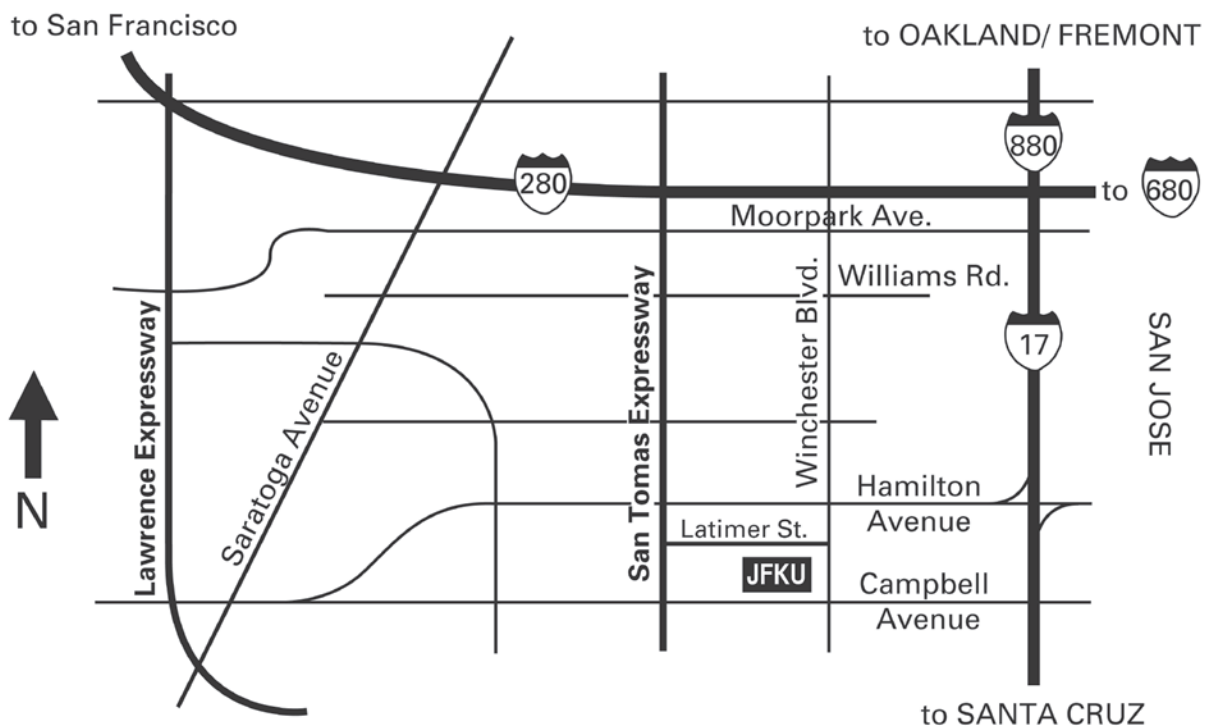 to San Francisco
to OAKLAND/ FREMONT
880
280
to 680
Moorpark Ave.
Williams Rd.
17
Lawrence Expressway
Saratoga Avenue
San Tomas Expressway
Winchester Blvd.
SAN JOSE
N
Hamilton
Avenue
Latimer St.
JFKU
Campbell
Avenue
to SANTA CRUZ